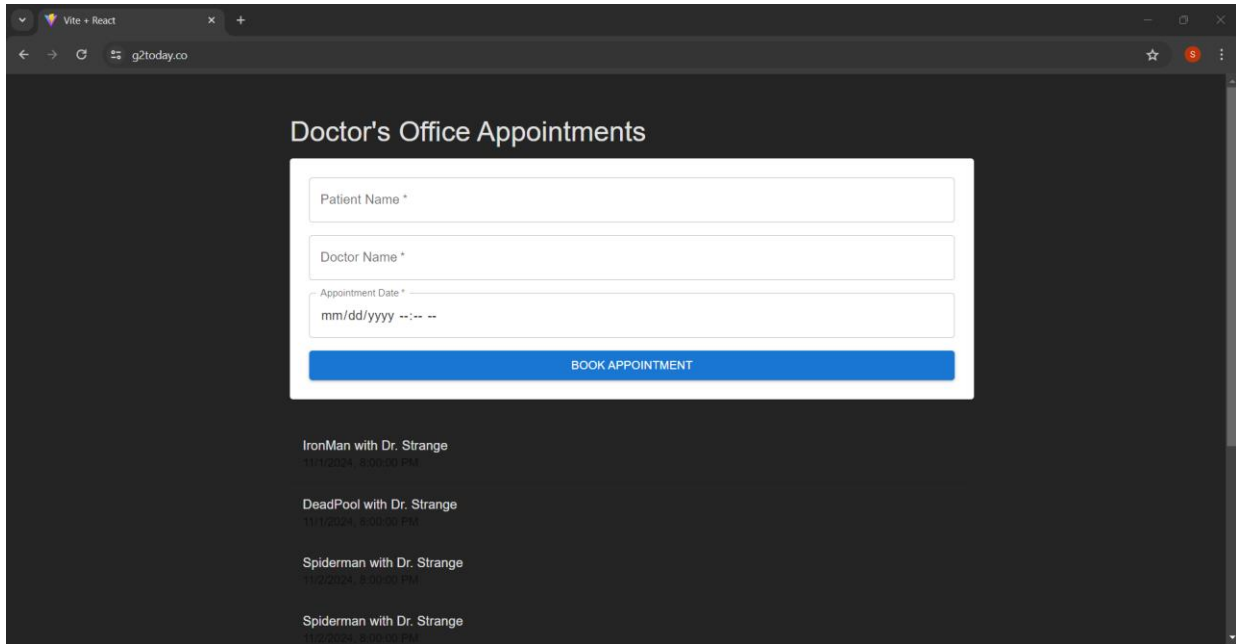 Vite + React
g2today.co
S
Doctor's Office Appointments
Patient Name *
Doctor Name *
Appointment Date *
mm/dd/yyyy --:-- --
BOOK APPOINTMENT
IronMan with Dr. Strange
11/1/2024, 8:00:00 PM
DeadPool with Dr. Strange
11/1/2024, 8:00:00 PM
Spiderman with Dr. Strange
11/2/2024, 8:00:00 PM
Spiderman with Dr. Strange
11/2/2024, 8:00:00 PM